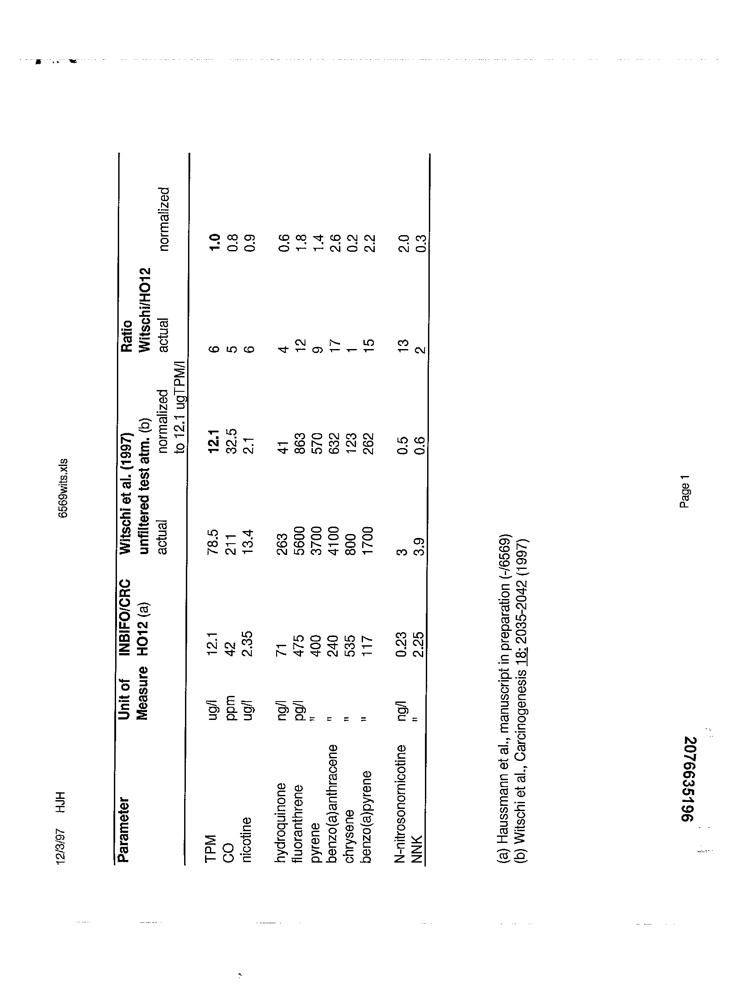 12/3/97 HJH 6569wits.xls
Parameter Unit of INBIFO/CRC Witschi et al. (1997) Ratio
Measure HO12 (a) unfiltered test atm. (b) Witschi/HO12
actual normalized actual normalized
to 12.1 ugTPM/l
TPM ug/l 12.1 78.5 12.1 6 1.0
CO ppm 42 211 32.5 5 0.8
nicotine ug/l 2.35 13.4 2.1 6 0.9
hydroquinone ng/l 71 263 41 4 0.6
fluoranthrene pg/l 475 5600 863 12 1.8
pyrene " 400 3700 570 9 1.4
benzo(a)anthracene " 240 4100 632 17 2.6
chrysene " 535 800 123 1 0.2
benzo(a)pyrene " 117 1700 262 15 2.2
N-nitrosonornicotine ng/l 0.23 3 0.5 13 2.0
NNK " 2.25 3.9 0.6 2 0.3
(a) Haussmann et al., manuscript in preparation (-/6569)
(b) Witschi et al., Carcinogenesis 18: 2035-2042 (1997)
2076635196
Page 1